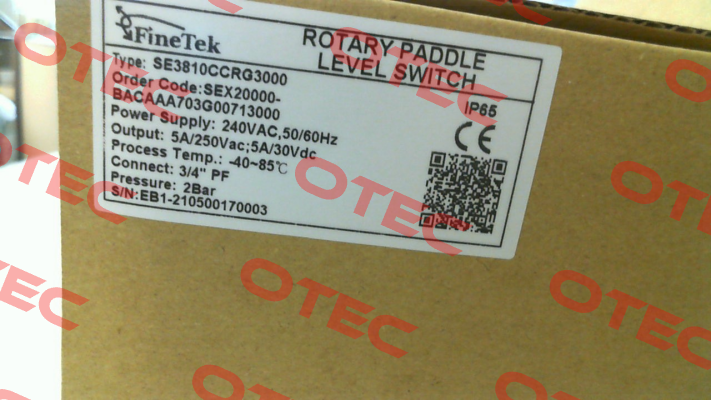 FineTek
ROTARY PADDLE
LEVEL SWITCH
Type: SE3810CCRG3000
Order Code:SEX20000-
BACAAA703G00713000
IP65
Power Supply: 240VAC,50/60Hz
CE
Output: 5A/250Vac;5A/30Vdc
Process Temp.: -40~85℃
Connect: 3/4" PF
Pressure: 2Bar
S/N:EB1-210500170003
OTEC
OTEC
OTEC
OTEC
OTEC
OTEC
OTEC
OTEC
OTEC
OTEC